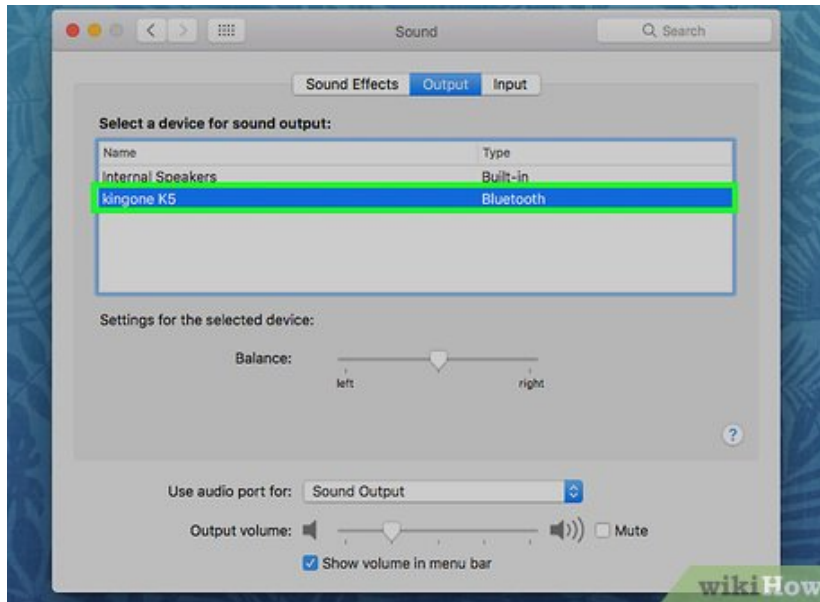 Sound
Search
Sound Effects Output Input
Select a device for sound output:
Name Type
Internal Speakers Built-in
kingone K5 Bluetooth
Settings for the selected device:
Balance:
left right
?
Use audio port for: Sound Output
Output volume: Mute
Show volume in menu bar
wikiHow